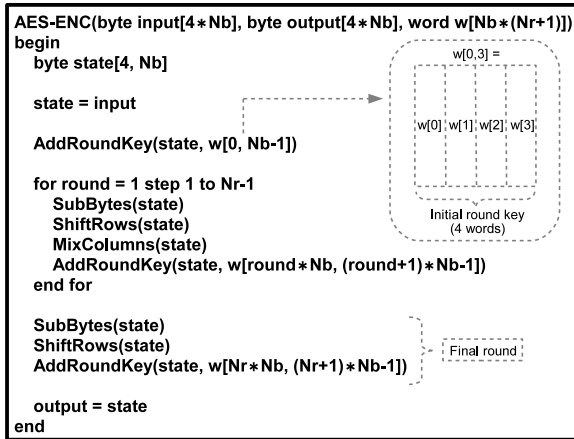 AES-ENC(byte input[4∗Nb], byte output[4∗Nb], word w[Nb∗(Nr+1)])
begin
byte state[4, Nb]
state = input
AddRoundKey(state, w[0, Nb-1])
for round = 1 step 1 to Nr-1
SubBytes(state)
ShiftRows(state)
MixColumns(state)
AddRoundKey(state, w[round∗Nb, (round+1)∗Nb-1])
end for
SubBytes(state)
ShiftRows(state)
AddRoundKey(state, w[Nr∗Nb, (Nr+1)∗Nb-1])
output = state
end
w[0,3] =
w[0] w[1] w[2] w[3]
Initial round key
(4 words)
Final round